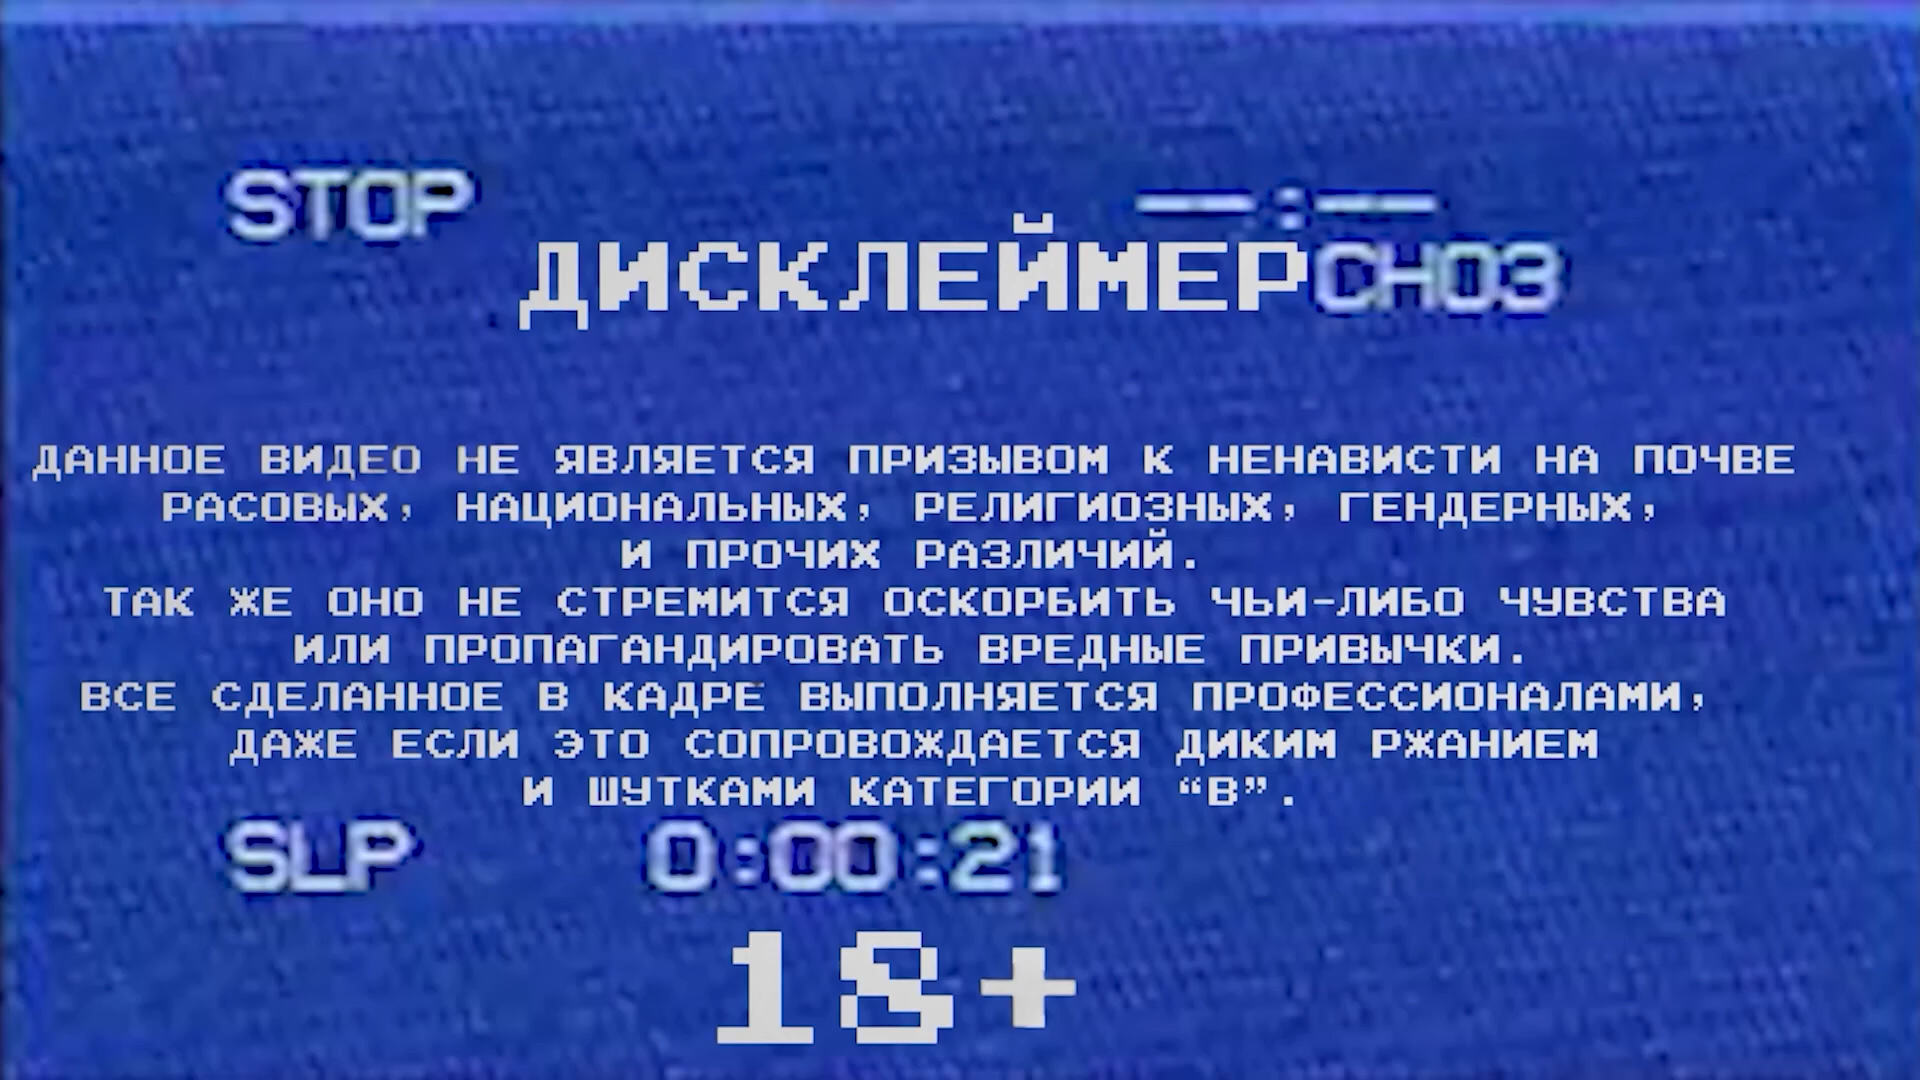 STOP
--:--
ДИСКЛЕЙМЕР CH03
ДАННОЕ ВИДЕО НЕ ЯВЛЯЕТСЯ ПРИЗЫВОМ К НЕНАВИСТИ НА ПОЧВЕ
РАСОВЫХ, НАЦИОНАЛЬНЫХ, РЕЛИГИОЗНЫХ, ГЕНДЕРНЫХ,
И ПРОЧИХ РАЗЛИЧИЙ.
ТАК ЖЕ ОНО НЕ СТРЕМИТСЯ ОСКОРБИТЬ ЧЬИ-ЛИБО ЧУВСТВА
ИЛИ ПРОПАГАНДИРОВАТЬ ВРЕДНЫЕ ПРИВЫЧКИ.
ВСЕ СДЕЛАННОЕ В КАДРЕ ВЫПОЛНЯЕТСЯ ПРОФЕССИОНАЛАМИ,
ДАЖЕ ЕСЛИ ЭТО СОПРОВОЖДАЕТСЯ ДИКИМ РЖАНИЕМ
И ШУТКАМИ КАТЕГОРИИ “В”.
SLP 0:00:21
18+